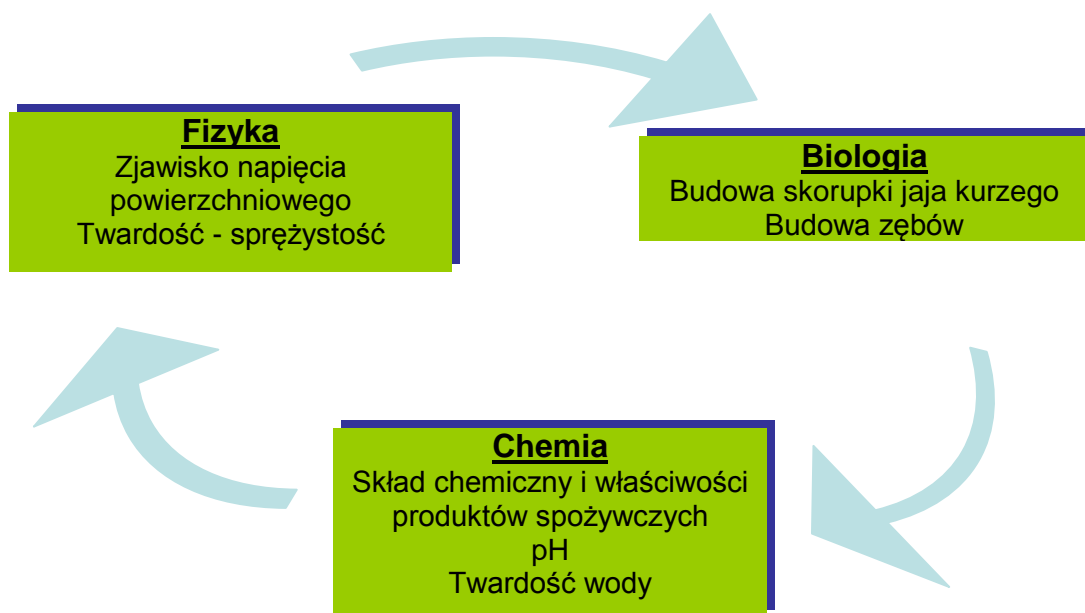 Fizyka
Zjawisko napięcia
powierzchniowego
Twardość - sprężystość
Biologia
Budowa skorupki jaja kurzego
Budowa zębów
Chemia
Skład chemiczny i właściwości
produktów spożywczych
pH
Twardość wody